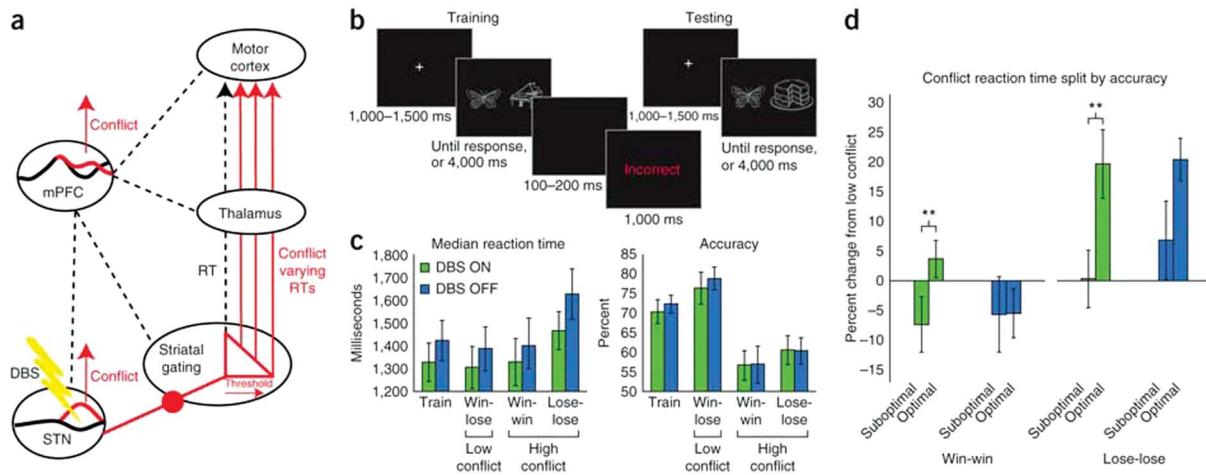 a
Motor
cortex
Conflict
mPFC
Thalamus
RT
Conflict
varying
RTs
Striatal
gating
Threshold
DBS
Conflict
STN
b
Training
Testing
1,000–1,500 ms
Until response,
or 4,000 ms
100–200 ms
Incorrect
1,000 ms
1,000–1,500 ms
Until response,
or 4,000 ms
c
Median reaction time
DBS ON
DBS OFF
Milliseconds
1,800
1,700
1,600
1,500
1,400
1,300
1,200
Train
Win-
lose
Win-
win
Lose-
lose
Low
conflict
High
conflict
Accuracy
Percent
85
80
75
70
65
60
55
50
Train
Win-
lose
Win-
win
Lose-
lose
Low
conflict
High
conflict
d
Conflict reaction time split by accuracy
Percent change from low conflict
30
25
20
15
10
5
0
−5
−10
−15
**
**
Suboptimal
Optimal
Suboptimal
Optimal
Suboptimal
Optimal
Suboptimal
Optimal
Win-win
Lose-lose